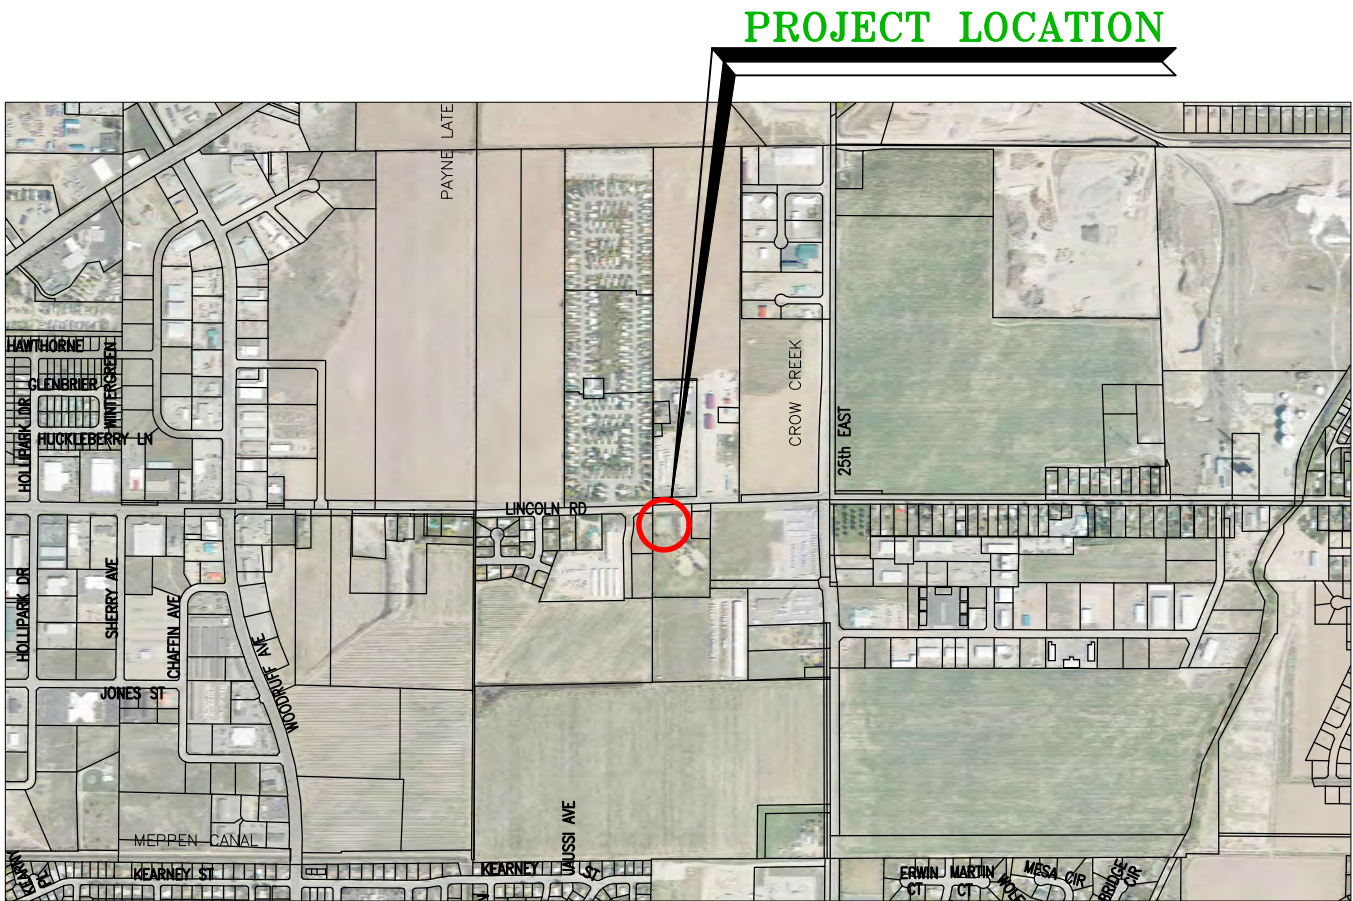 PROJECT LOCATION
PAYNE LATE
HAWTHORNE
GLENBRIER
WINTERGREEN
HOLLIPARK DR
HUCKLEBERRY LN
CROW CREEK
25th EAST
LINCOLN RD
HOLLIPARK DR
SHERRY AVE
CHAFFIN AVE
WOODRUFF AVE
JONES ST
MEPPEN CANAL
JAUSSI AVE
KEARNY
PL
KEARNEY ST
KEARNEY ST
ERWIN
CT
MARTIN
CT
MESA CIR
BRIDGE
CIR